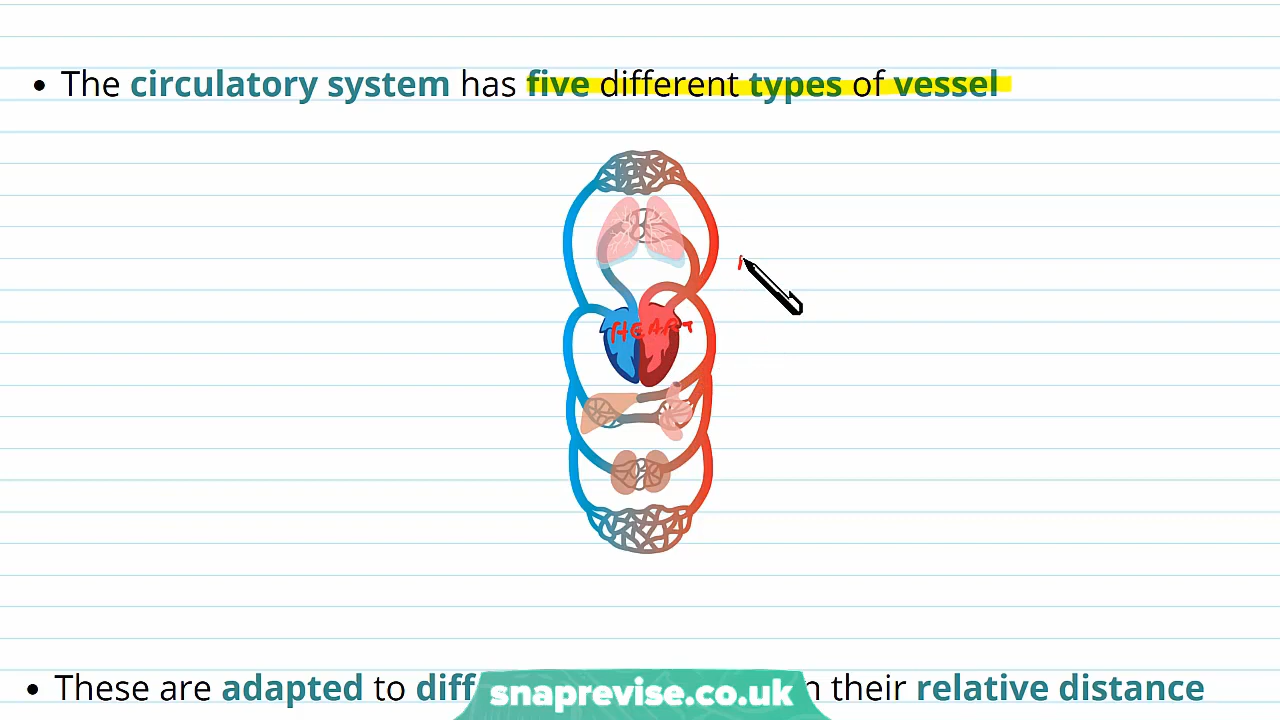 • The circulatory system has five different types of vessel
HEART
• These are adapted to diff
snaprevise.co.uk
n their relative distance